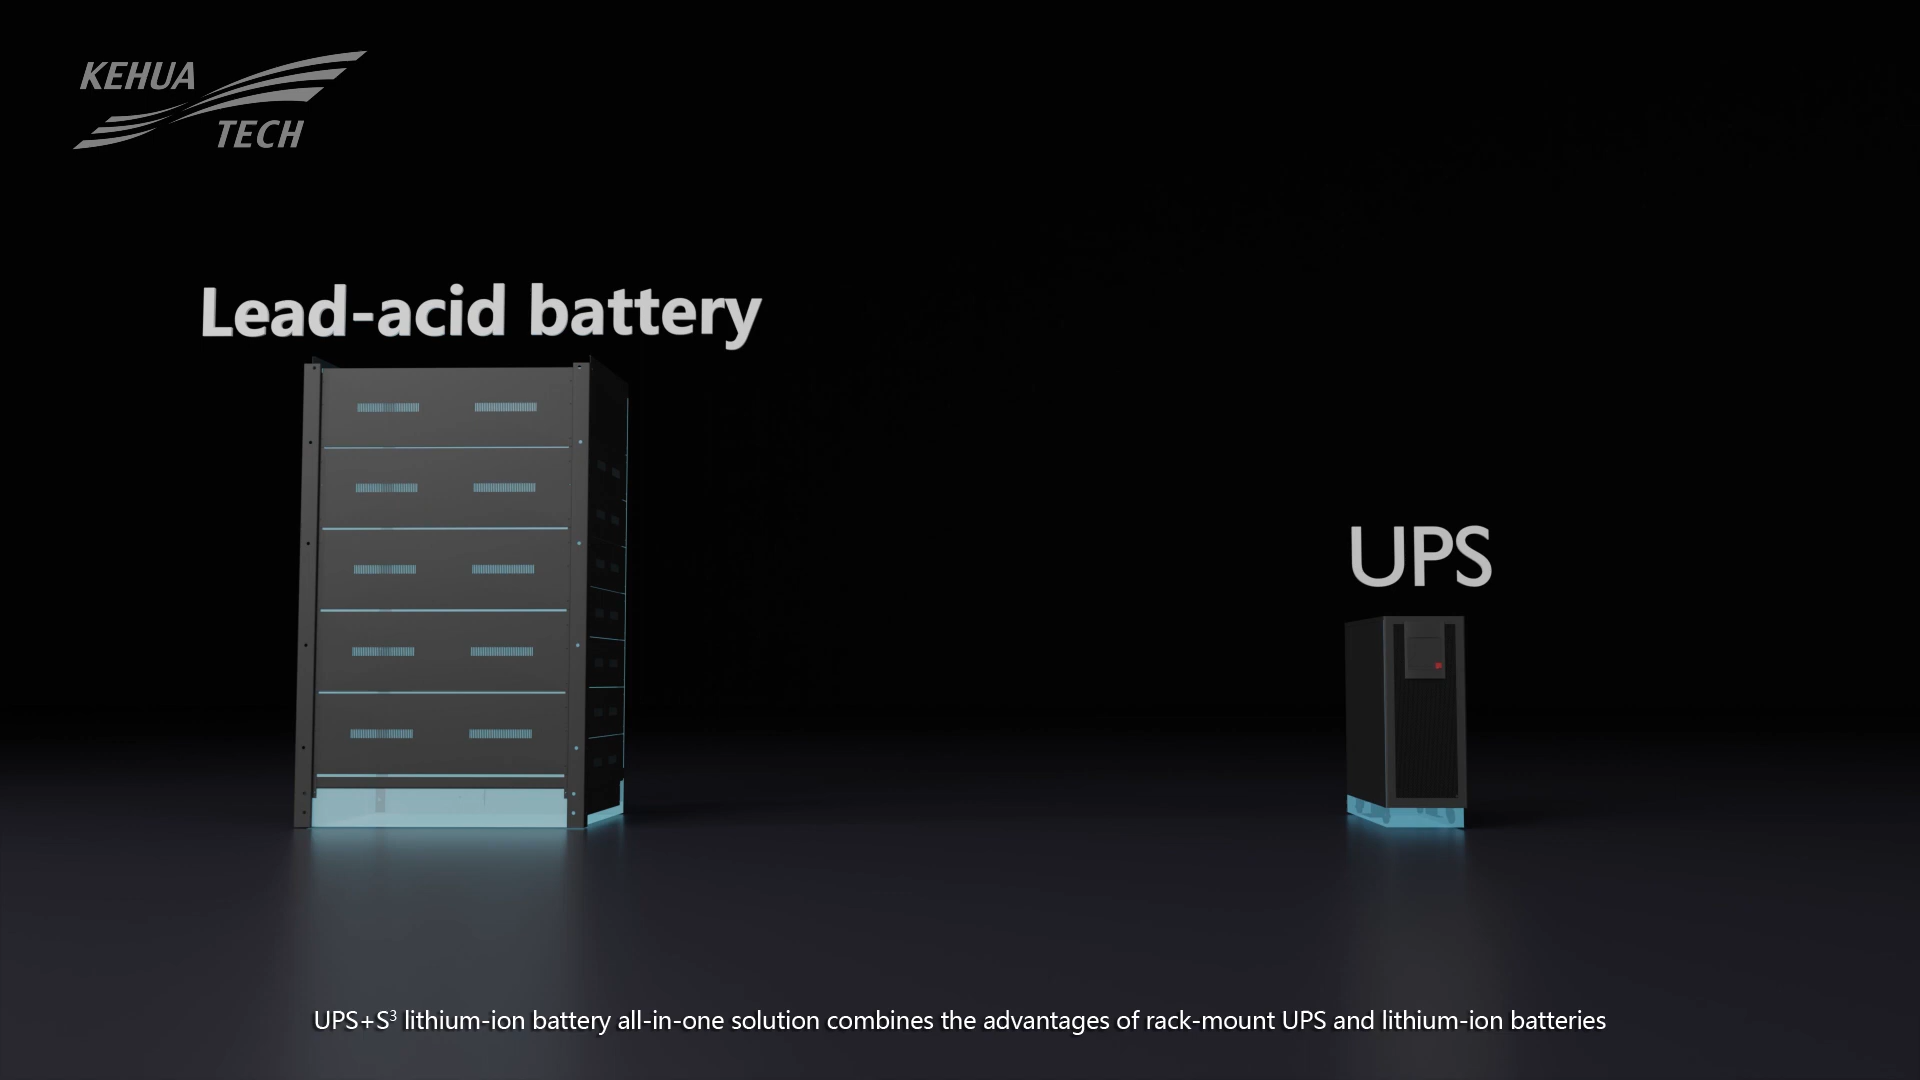 KEHUA
TECH
Lead-acid battery
UPS
UPS+S³ lithium-ion battery all-in-one solution combines the advantages of rack-mount UPS and lithium-ion batteries